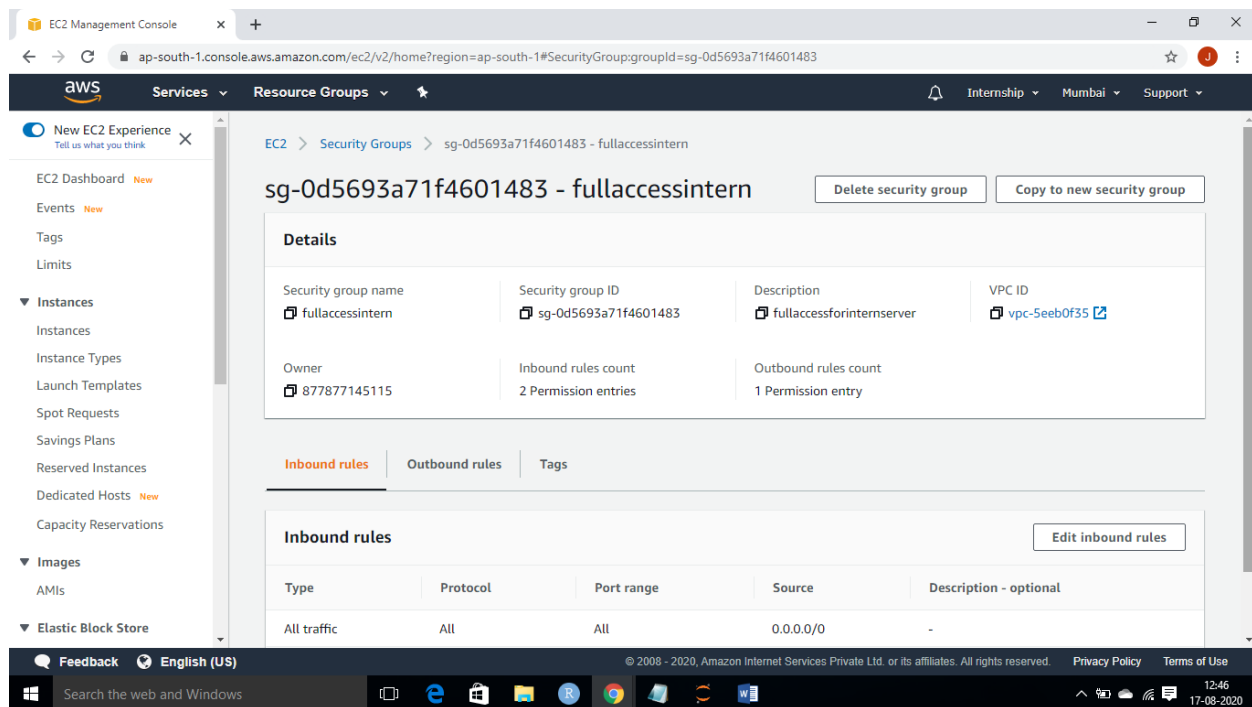 EC2 Management Console
ap-south-1.console.aws.amazon.com/ec2/v2/home?region=ap-south-1#SecurityGroup:groupId=sg-0d5693a71f4601483
J
aws Services Resource Groups Internship Mumbai Support
New EC2 Experience
Tell us what you think
EC2 Dashboard New
Events New
Tags
Limits
Instances
Instances
Instance Types
Launch Templates
Spot Requests
Savings Plans
Reserved Instances
Dedicated Hosts New
Capacity Reservations
Images
AMIs
Elastic Block Store
EC2 > Security Groups > sg-0d5693a71f4601483 - fullaccessintern
sg-0d5693a71f4601483 - fullaccessintern Delete security group Copy to new security group
Details
Security group name Security group ID Description VPC ID
fullaccessintern sg-0d5693a71f4601483 fullaccessforinternserver vpc-5eeb0f35
Owner Inbound rules count Outbound rules count
877877145115 2 Permission entries 1 Permission entry
Inbound rules Outbound rules Tags
Inbound rules Edit inbound rules
Type Protocol Port range Source Description - optional
All traffic All All 0.0.0.0/0 -
Feedback English (US) © 2008 - 2020, Amazon Internet Services Private Ltd. or its affiliates. All rights reserved. Privacy Policy Terms of Use
Search the web and Windows e R W 12:46
17-08-2020